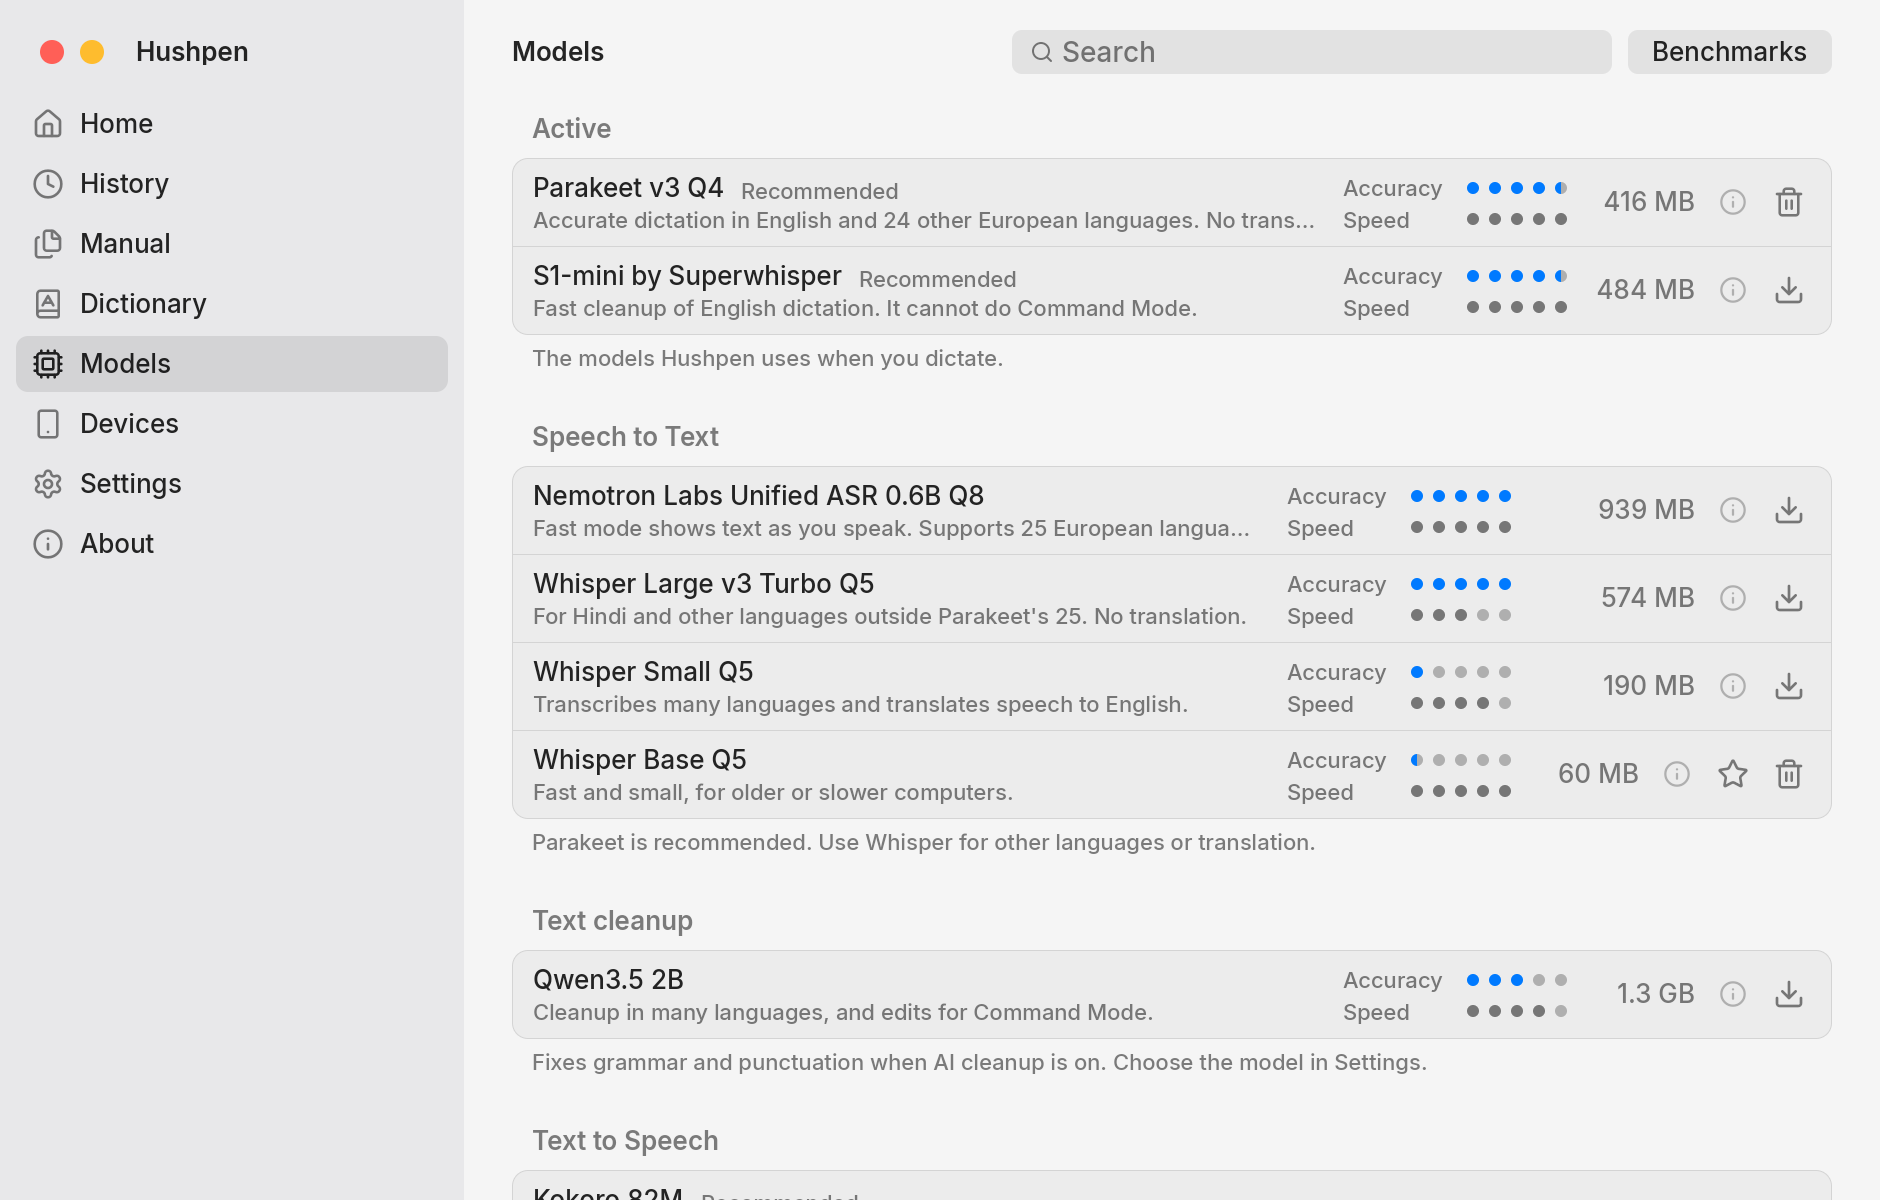 Hushpen
Home
History
Manual
Dictionary
Models
Devices
Settings
About
Models
Search
Benchmarks
Active
Parakeet v3 Q4 Recommended
Accurate dictation in English and 24 other European languages. No trans...
Accuracy
Speed
416 MB
S1-mini by Superwhisper Recommended
Fast cleanup of English dictation. It cannot do Command Mode.
Accuracy
Speed
484 MB
The models Hushpen uses when you dictate.
Speech to Text
Nemotron Labs Unified ASR 0.6B Q8
Fast mode shows text as you speak. Supports 25 European langua...
Accuracy
Speed
939 MB
Whisper Large v3 Turbo Q5
For Hindi and other languages outside Parakeet's 25. No translation.
Accuracy
Speed
574 MB
Whisper Small Q5
Transcribes many languages and translates speech to English.
Accuracy
Speed
190 MB
Whisper Base Q5
Fast and small, for older or slower computers.
Accuracy
Speed
60 MB
Parakeet is recommended. Use Whisper for other languages or translation.
Text cleanup
Qwen3.5 2B
Cleanup in many languages, and edits for Command Mode.
Accuracy
Speed
1.3 GB
Fixes grammar and punctuation when AI cleanup is on. Choose the model in Settings.
Text to Speech
Kokoro 82M Recommended